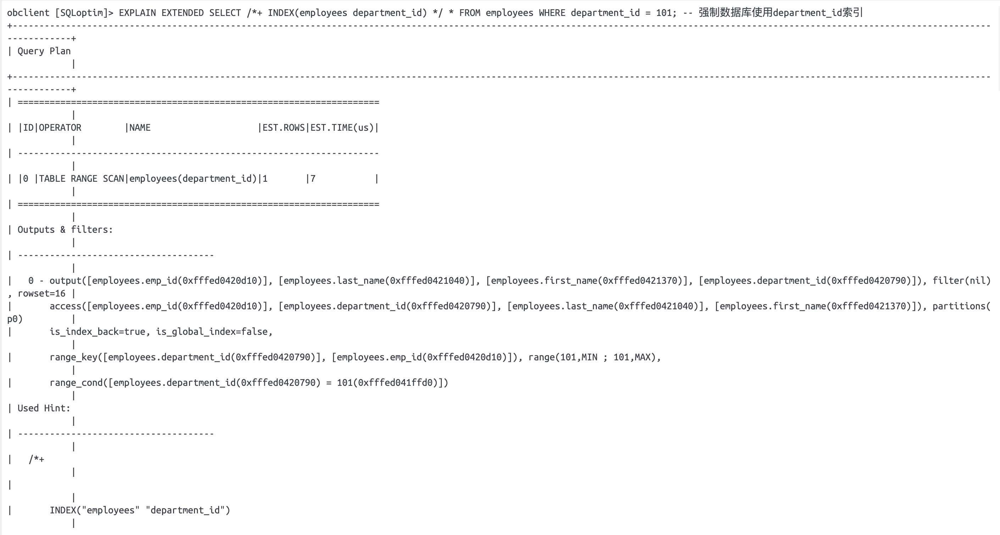 obclient [SQLoptim]> EXPLAIN EXTENDED SELECT /*+ INDEX(employees department_id) */ * FROM employees WHERE department_id = 101; -- 强制数据库使用department_id索引
+----------------------------------------------------------------------------------------------------------------------------------------------------------------------------------------
------------+
| Query Plan
            |
+----------------------------------------------------------------------------------------------------------------------------------------------------------------------------------------
------------+
| ====================================================================
            |
| |ID|OPERATOR        |NAME                    |EST.ROWS|EST.TIME(us)|
            |
| --------------------------------------------------------------------
            |
| |0 |TABLE RANGE SCAN|employees(department_id)|1       |7           |
            |
| ====================================================================
            |
| Outputs & filters:
            |
| -------------------------------------
            |
|   0 - output([employees.emp_id(0xfffed0420d10)], [employees.last_name(0xfffed0421040)], [employees.first_name(0xfffed0421370)], [employees.department_id(0xfffed0420790)]), filter(nil)
, rowset=16 |
|       access([employees.emp_id(0xfffed0420d10)], [employees.department_id(0xfffed0420790)], [employees.last_name(0xfffed0421040)], [employees.first_name(0xfffed0421370)]), partitions(
p0)         |
|       is_index_back=true, is_global_index=false,
            |
|       range_key([employees.department_id(0xfffed0420790)], [employees.emp_id(0xfffed0420d10)]), range(101,MIN ; 101,MAX),
            |
|       range_cond([employees.department_id(0xfffed0420790) = 101(0xfffed041ffd0)])
            |
| Used Hint:
            |
| -------------------------------------
            |
|   /*+
            |
|
            |
|       INDEX("employees" "department_id")
            |